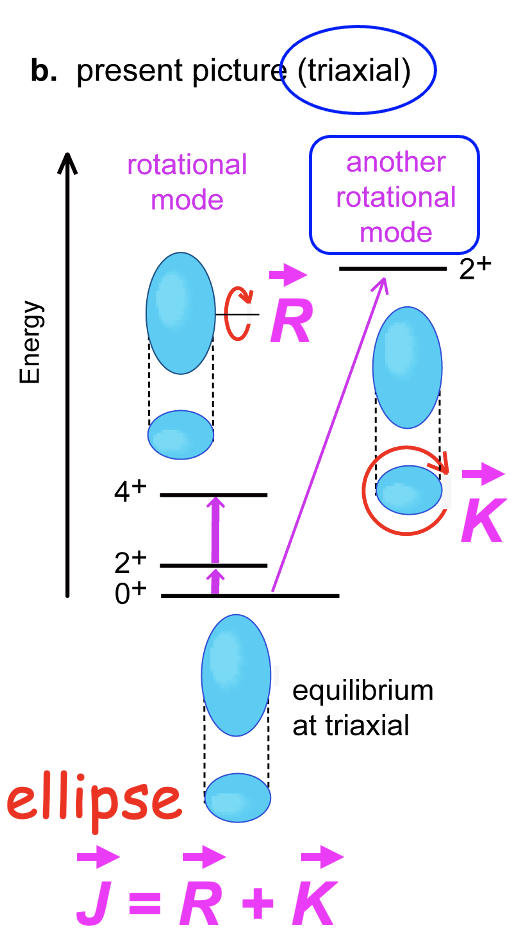 b. present picture (triaxial)
rotational
mode
another
rotational
mode
2+
Energy
R
4+
K
2+
0+
equilibrium
at triaxial
ellipse
J = R + K